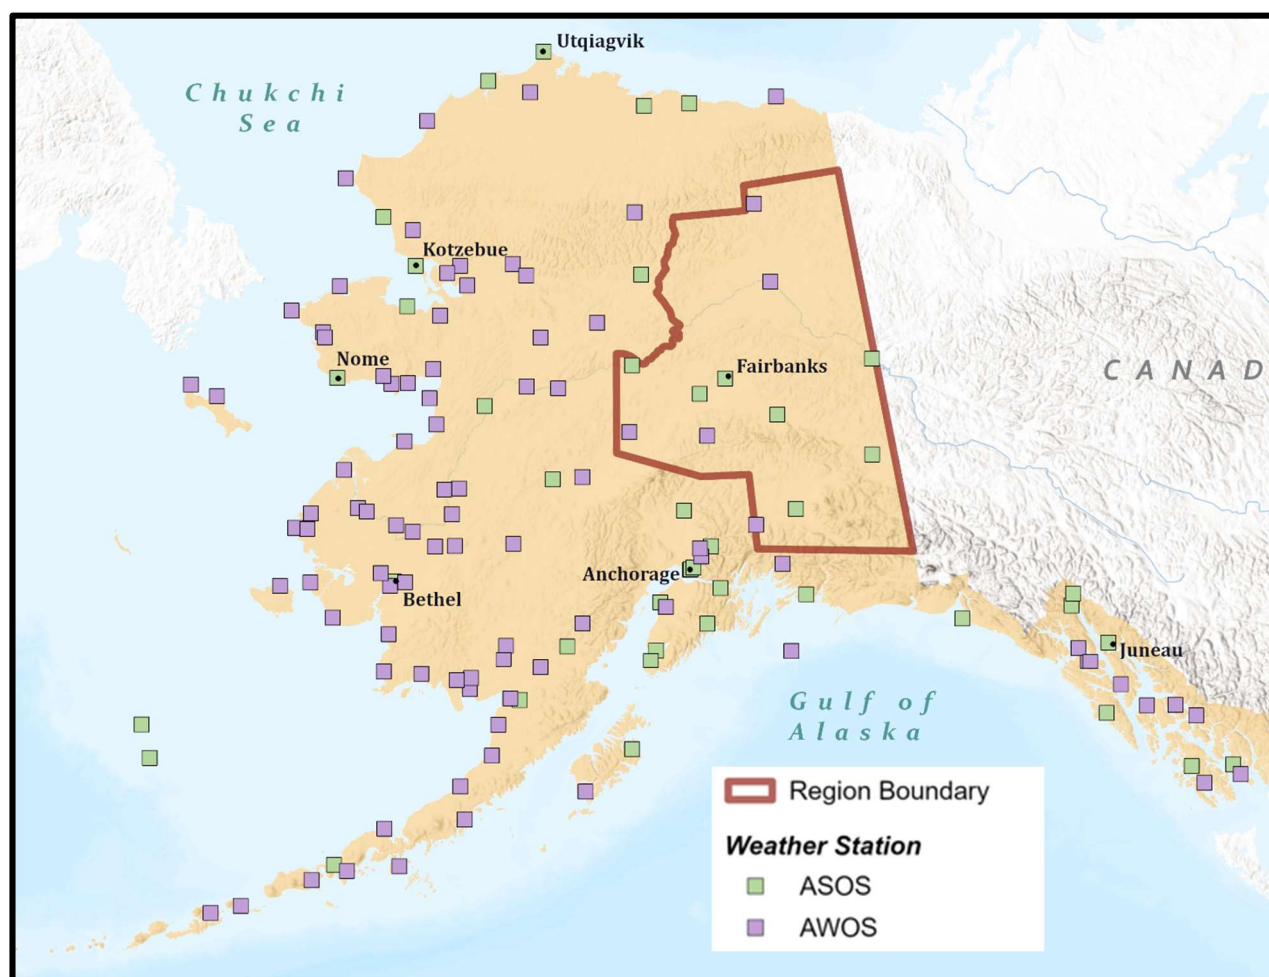 Utqiagvik
Chukchi
Sea
Kotzebue
Nome
Fairbanks
CANAD
Anchorage
Bethel
Juneau
Gulf of
Alaska
Region Boundary
Weather Station
ASOS
AWOS